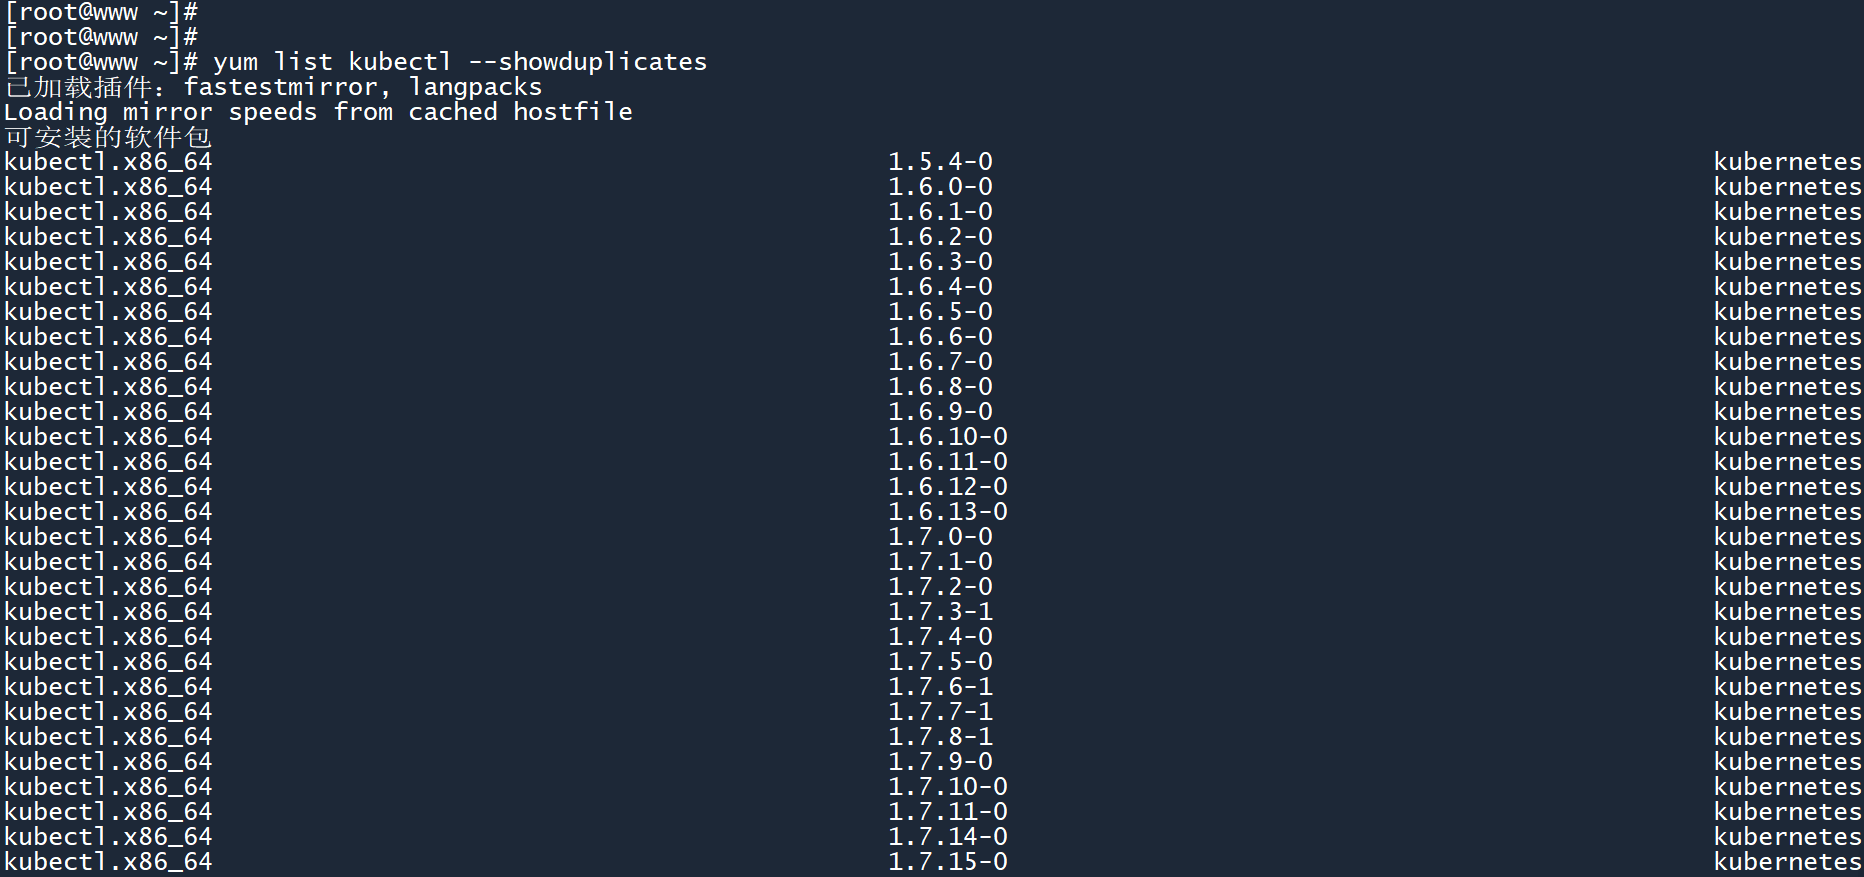 [root@www ~]#
[root@www ~]#
[root@www ~]# yum list kubectl --showduplicates
已加载插件：fastestmirror, langpacks
Loading mirror speeds from cached hostfile
可安装的软件包
kubectl.x86_64 1.5.4-0 kubernetes
kubectl.x86_64 1.6.0-0 kubernetes
kubectl.x86_64 1.6.1-0 kubernetes
kubectl.x86_64 1.6.2-0 kubernetes
kubectl.x86_64 1.6.3-0 kubernetes
kubectl.x86_64 1.6.4-0 kubernetes
kubectl.x86_64 1.6.5-0 kubernetes
kubectl.x86_64 1.6.6-0 kubernetes
kubectl.x86_64 1.6.7-0 kubernetes
kubectl.x86_64 1.6.8-0 kubernetes
kubectl.x86_64 1.6.9-0 kubernetes
kubectl.x86_64 1.6.10-0 kubernetes
kubectl.x86_64 1.6.11-0 kubernetes
kubectl.x86_64 1.6.12-0 kubernetes
kubectl.x86_64 1.6.13-0 kubernetes
kubectl.x86_64 1.7.0-0 kubernetes
kubectl.x86_64 1.7.1-0 kubernetes
kubectl.x86_64 1.7.2-0 kubernetes
kubectl.x86_64 1.7.3-1 kubernetes
kubectl.x86_64 1.7.4-0 kubernetes
kubectl.x86_64 1.7.5-0 kubernetes
kubectl.x86_64 1.7.6-1 kubernetes
kubectl.x86_64 1.7.7-1 kubernetes
kubectl.x86_64 1.7.8-1 kubernetes
kubectl.x86_64 1.7.9-0 kubernetes
kubectl.x86_64 1.7.10-0 kubernetes
kubectl.x86_64 1.7.11-0 kubernetes
kubectl.x86_64 1.7.14-0 kubernetes
kubectl.x86_64 1.7.15-0 kubernetes